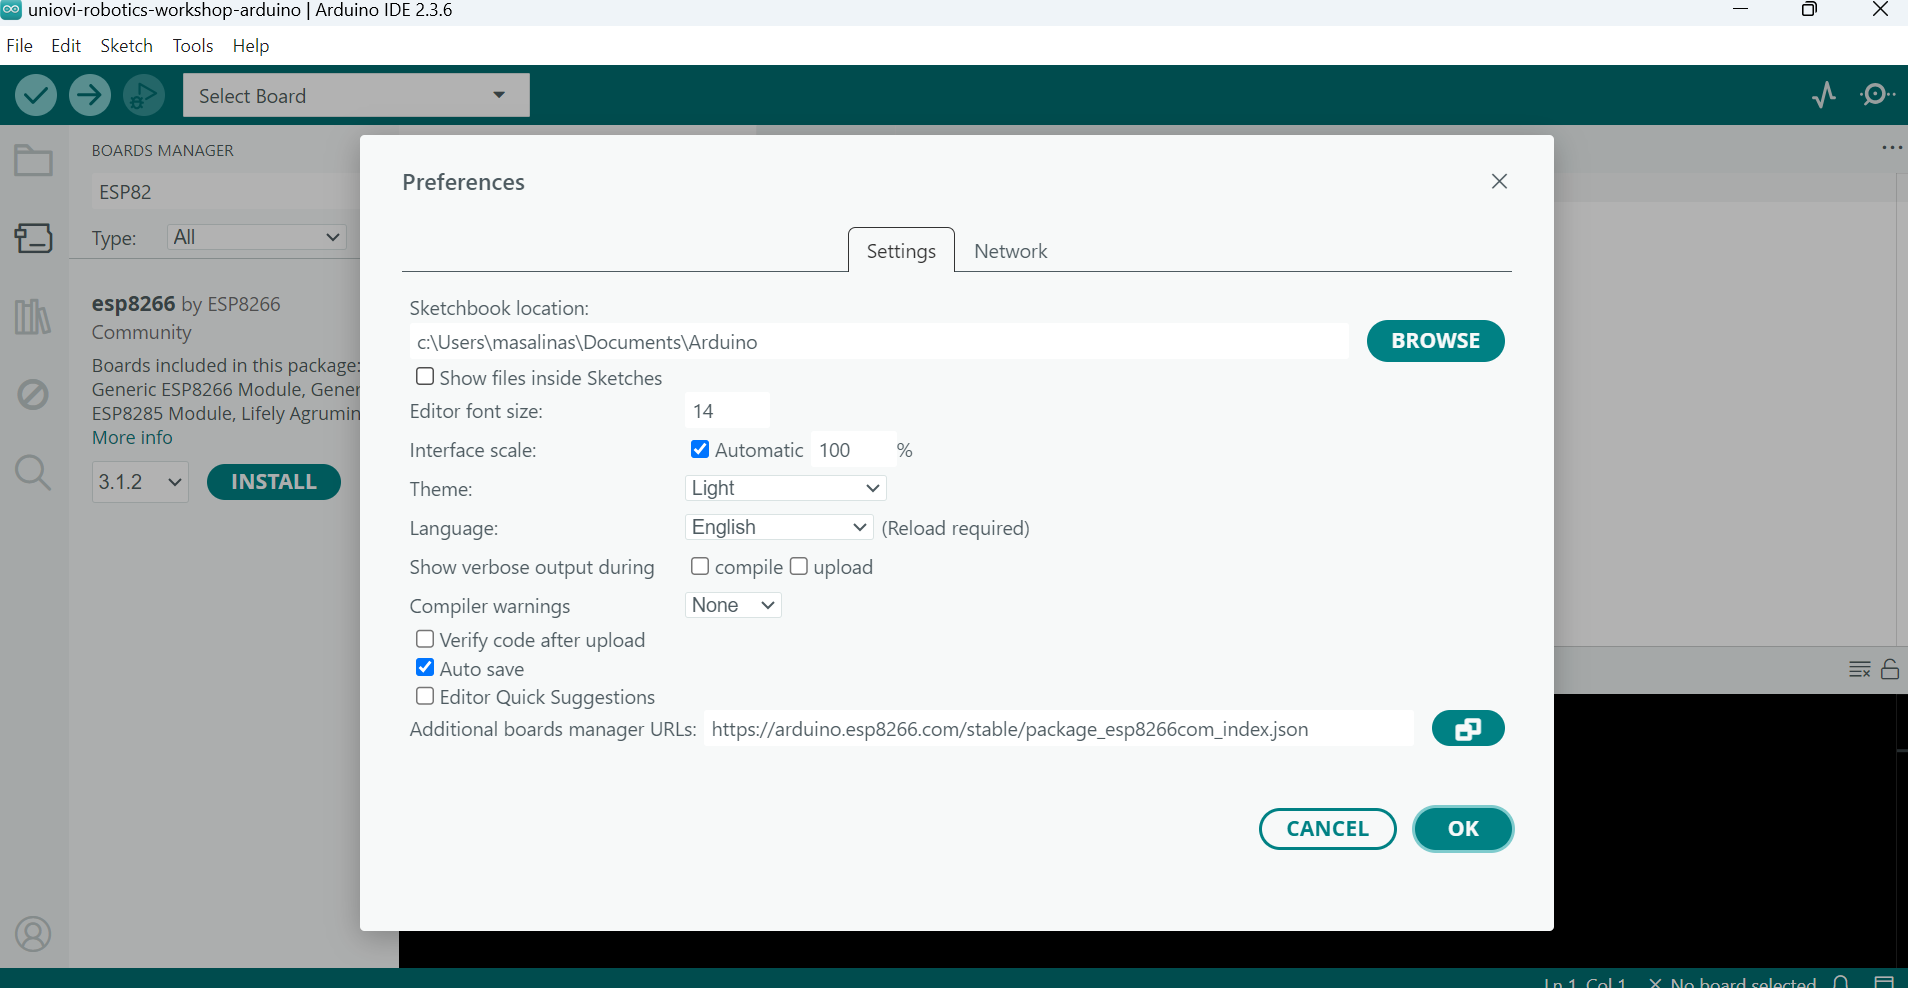 uniovi-robotics-workshop-arduino | Arduino IDE 2.3.6
File Edit Sketch Tools Help
Select Board
BOARDS MANAGER
ESP82
Type: All
esp8266 by ESP8266
Community
Boards included in this package:
Generic ESP8266 Module, Gener
ESP8285 Module, Lifely Agrumin
More info
3.1.2 INSTALL
Preferences
Settings Network
Sketchbook location:
c:\Users\masalinas\Documents\Arduino BROWSE
Show files inside Sketches
Editor font size: 14
Interface scale: Automatic 100 %
Theme: Light
Language: English (Reload required)
Show verbose output during compile upload
Compiler warnings None
Verify code after upload
Auto save
Editor Quick Suggestions
Additional boards manager URLs: https://arduino.esp8266.com/stable/package_esp8266com_index.json
CANCEL OK
Ln 1, Col 1 No board selected